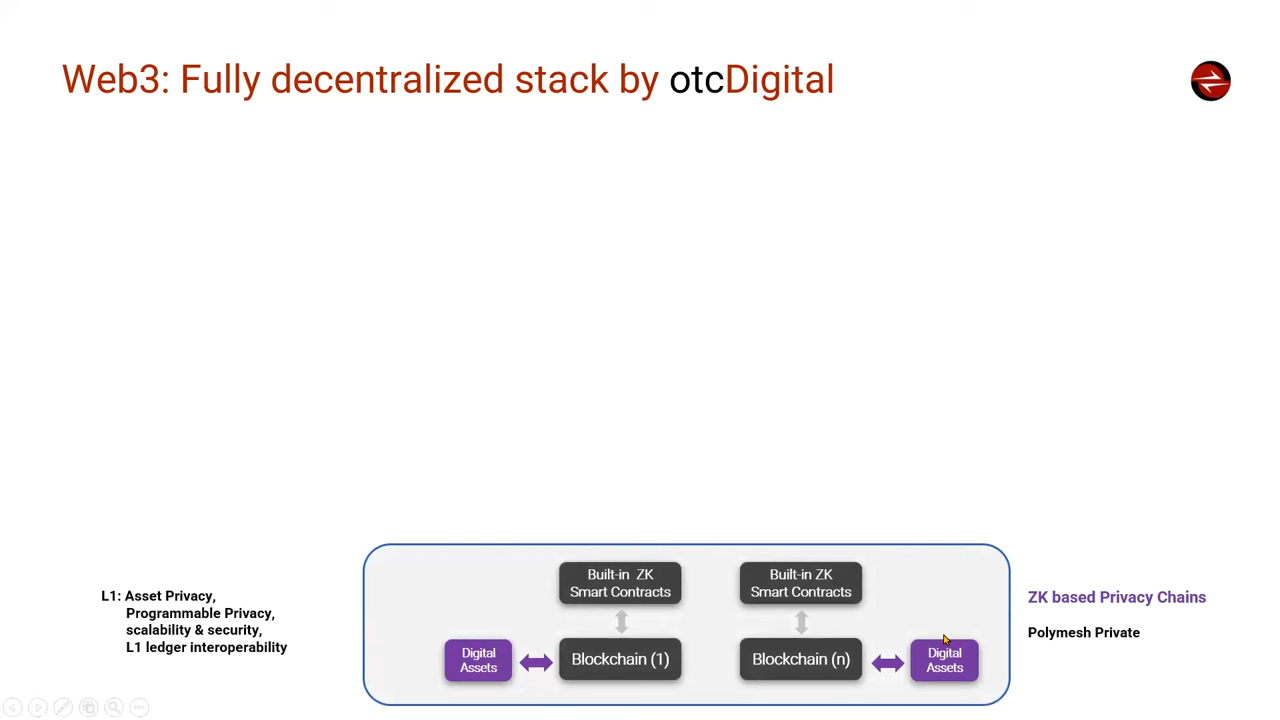 Web3: Fully decentralized stack by otcDigital
Built-in ZK
Smart Contracts
Built-in ZK
Smart Contracts
L1: Asset Privacy,
Programmable Privacy,
scalability & security,
L1 ledger interoperability
Digital
Assets
Blockchain (1)
Blockchain (n)
Digital
Assets
ZK based Privacy Chains
Polymesh Private